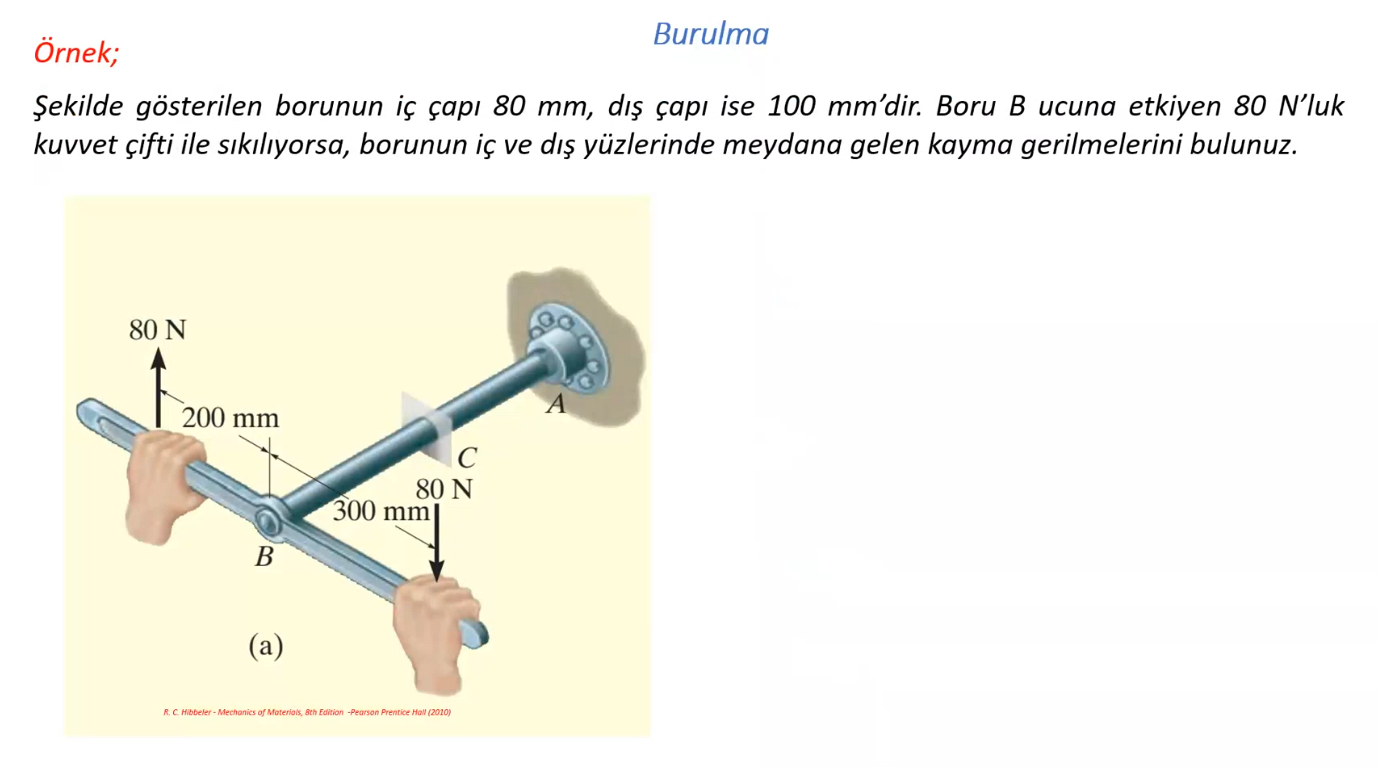 Burulma
Örnek;
Şekilde gösterilen borunun iç çapı 80 mm, dış çapı ise 100 mm’dir. Boru B ucuna etkiyen 80 N’luk
kuvvet çifti ile sıkılıyorsa, borunun iç ve dış yüzlerinde meydana gelen kayma gerilmelerini bulunuz.
80 N
200 mm
A
C
80 N
300 mm
B
(a)
R. C. Hibbeler - Mechanics of Materials, 8th Edition -Pearson Prentice Hall (2010)